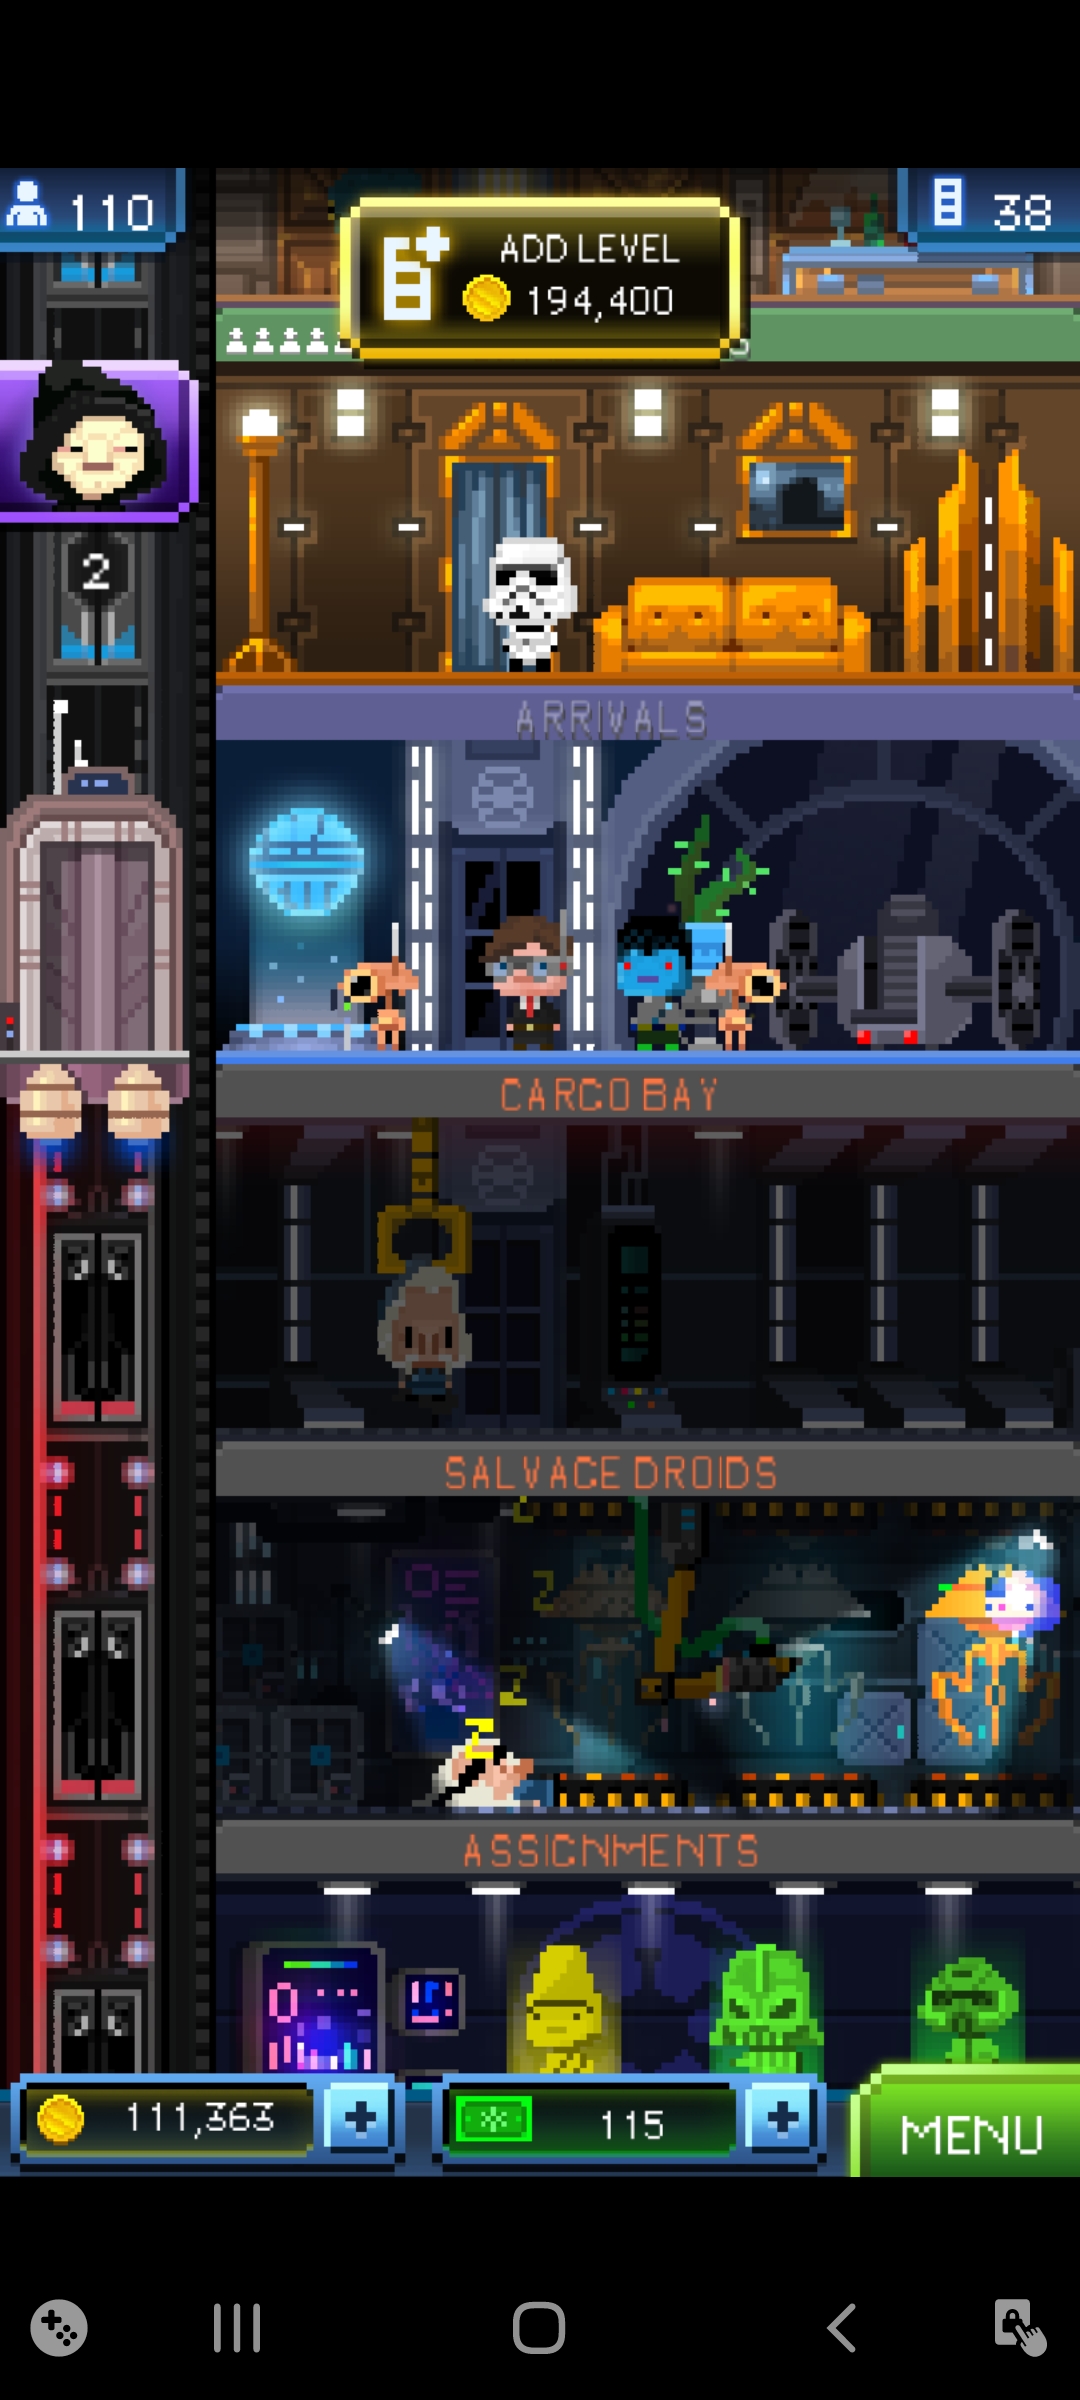 110
38
ADD LEVEL
194,400
2
ARRIVALS
CARGO BAY
SALVAGE DROIDS
Z
Z
Z
Z
ASSIGNMENTS
111,363
115
MENU